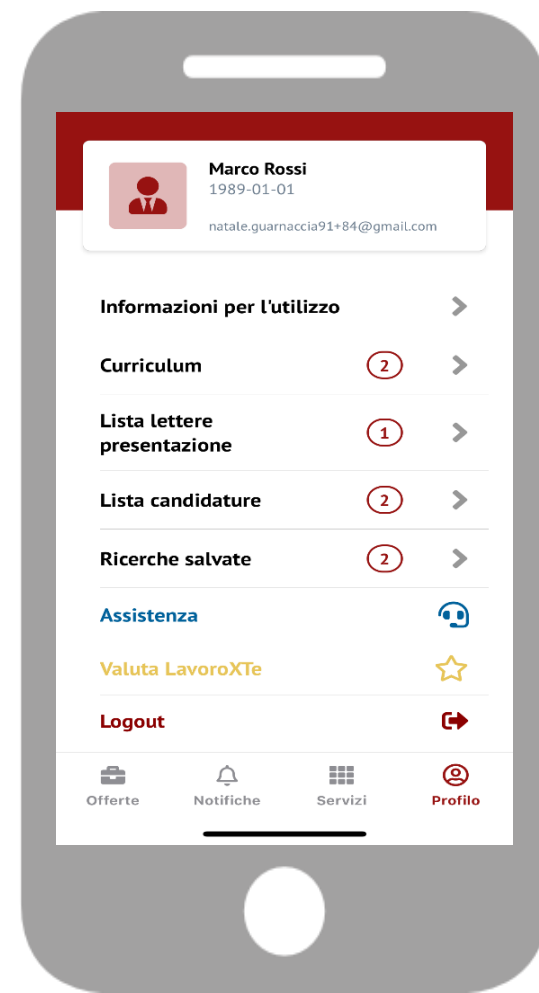 Marco Rossi
1989-01-01
natale.guarnaccia91+84@gmail.com
Informazioni per l'utilizzo
Curriculum 2
Lista lettere
presentazione 1
Lista candidature 2
Ricerche salvate 2
Assistenza
Valuta LavoroXTe
Logout
Offerte Notifiche Servizi Profilo